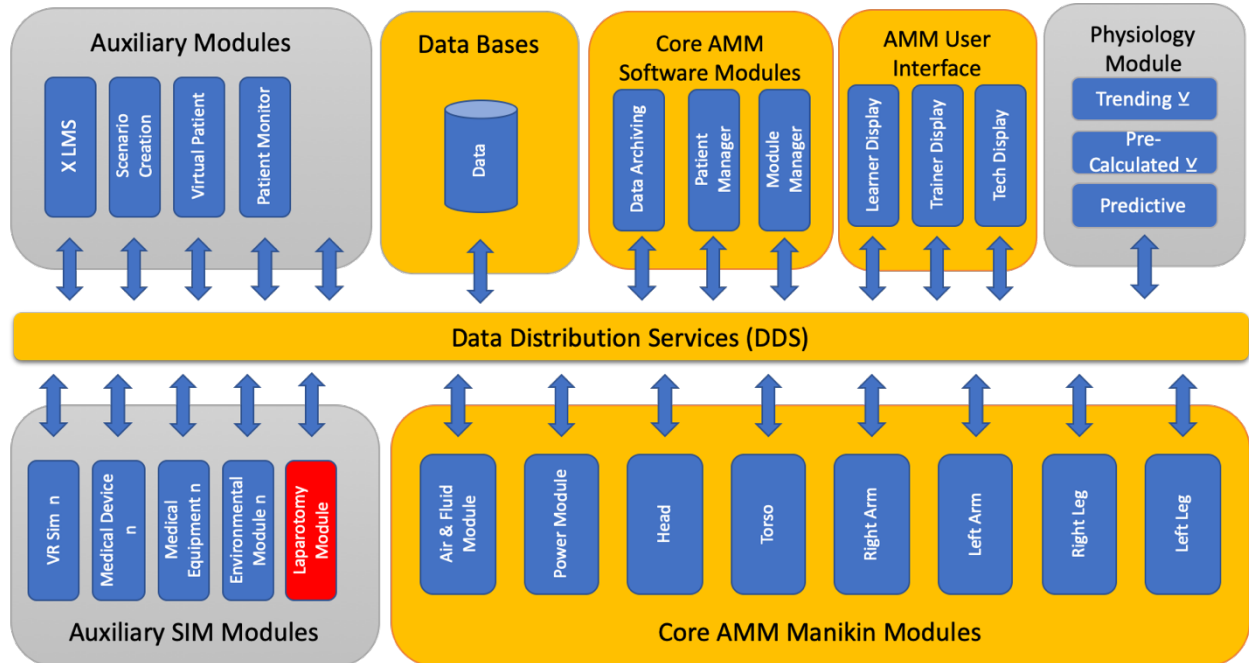 Auxiliary Modules
X LMS
Scenario
Creation
Virtual Patient
Patient Monitor
Data Bases
Data
Core AMM
Software Modules
Data Archiving
Patient
Manager
Module
Manager
AMM User
Interface
Learner Display
Trainer Display
Tech Display
Physiology
Module
Trending v
Pre-
Calculated v
Predictive
Data Distribution Services (DDS)
VR Sim n
Medical Device
n
Medical
Equipment n
Environmental
Module n
Laparotomy
Module
Auxiliary SIM Modules
Air & Fluid
Module
Power Module
Head
Torso
Right Arm
Left Arm
Right Leg
Left Leg
Core AMM Manikin Modules